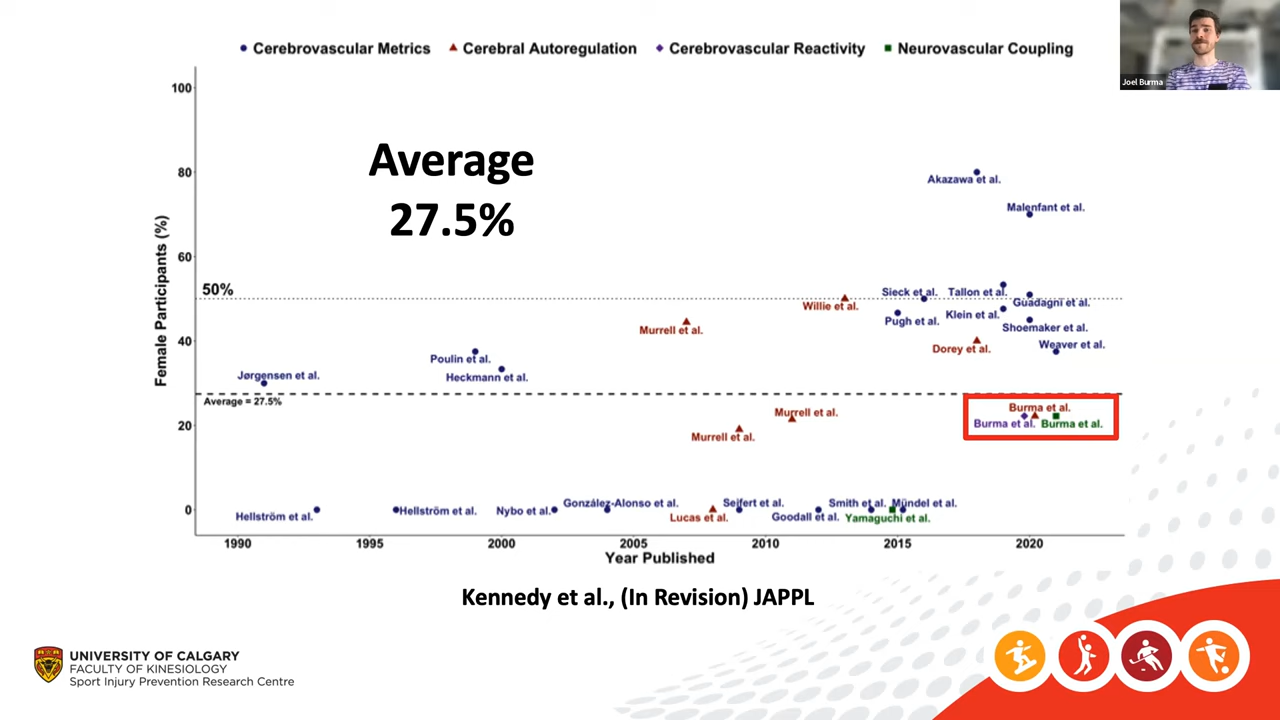 Cerebrovascular Metrics
Cerebral Autoregulation
Cerebrovascular Reactivity
Neurovascular Coupling
Joel Burma
Female Participants (%)
100
80
60
40
20
0
Average
27.5%
50%
Average = 27.5%
Akazawa et al.
Malenfant et al.
Sieck et al.
Tallon et al.
Guadagni et al.
Willie et al.
Pugh et al.
Klein et al.
Shoemaker et al.
Murrell et al.
Dorey et al.
Weaver et al.
Poulin et al.
Heckmann et al.
Jørgensen et al.
Murrell et al.
Murrell et al.
Burma et al.
Burma et al.
Burma et al.
Hellström et al.
Hellström et al.
Nybo et al.
González-Alonso et al.
Lucas et al.
Seifert et al.
Goodall et al.
Smith et al.
Mündel et al.
Yamaguchi et al.
1990
1995
2000
2005
2010
2015
2020
Year Published
Kennedy et al., (In Revision) JAPPL
UNIVERSITY OF CALGARY
FACULTY OF KINESIOLOGY
Sport Injury Prevention Research Centre